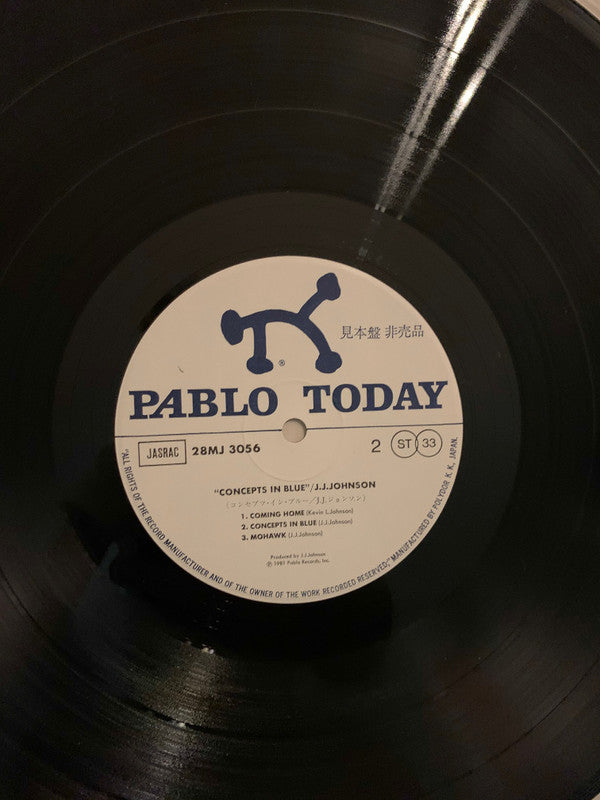 ®
見本盤 非売品
PABLO TODAY
JASRAC 28MJ 3056 2 ST 33
"CONCEPTS IN BLUE"/J.J.JOHNSON
(コンセプツ・イン・ブルー/J.J.ジョンソン)
1. COMING HOME (Kevin L.Johnson)
2. CONCEPTS IN BLUE (J.J.Johnson)
3. MOHAWK (J.J.Johnson)
Produced by J.J.Johnson
℗ 1981 Pablo Records, Inc.
"ALL RIGHTS OF THE RECORD MANUFACTURER AND OF THE OWNER OF THE WORK RECORDED RESERVED," MANUFACTURED BY POLYDOR K. K., JAPAN.